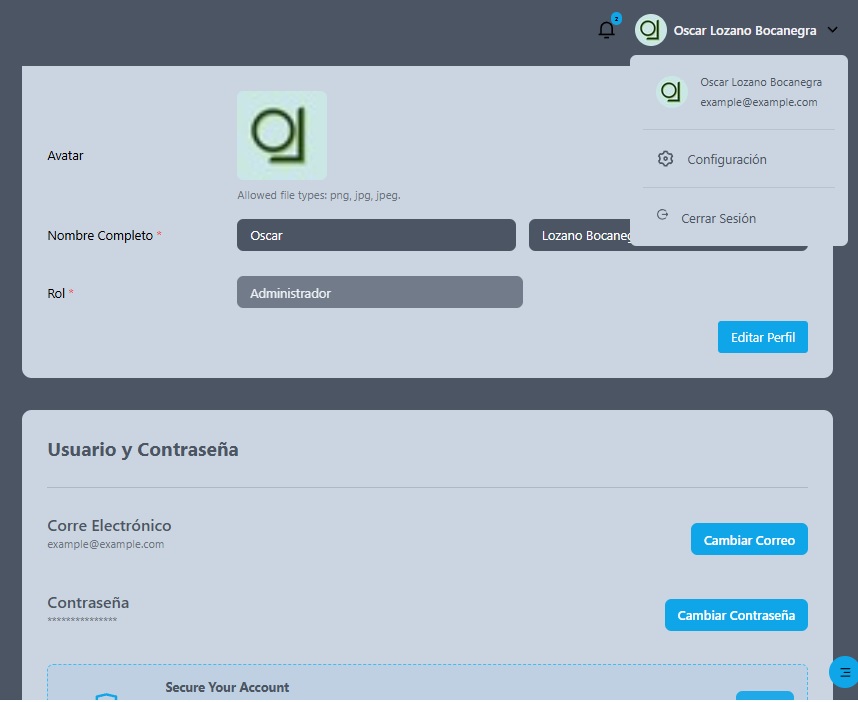 2
Oscar Lozano Bocanegra
Oscar Lozano Bocanegra
example@example.com
Configuración
Cerrar Sesión
Avatar
Allowed file types: png, jpg, jpeg.
Nombre Completo *
Oscar
Lozano Bocaneg
Rol *
Administrador
Editar Perfil
Usuario y Contraseña
Corre Electrónico
example@example.com
Cambiar Correo
Contraseña
***************
Cambiar Contraseña
Secure Your Account